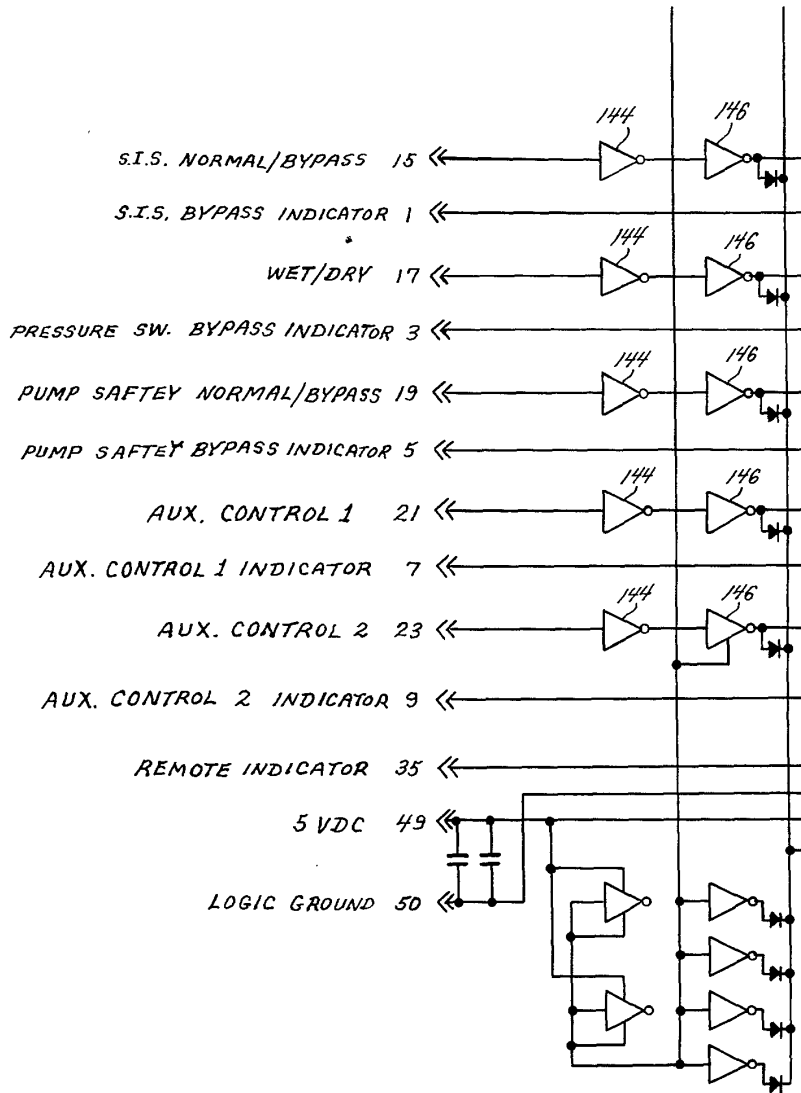 144
146
S.I.S. NORMAL/BYPASS 15
S.I.S. BYPASS INDICATOR 1
144
146
WET/DRY 17
PRESSURE SW. BYPASS INDICATOR 3
144
146
PUMP SAFTEY NORMAL/BYPASS 19
PUMP SAFTEY BYPASS INDICATOR 5
144
146
AUX. CONTROL 1 21
AUX. CONTROL 1 INDICATOR 7
144
146
AUX. CONTROL 2 23
AUX. CONTROL 2 INDICATOR 9
REMOTE INDICATOR 35
5 VDC 49
LOGIC GROUND 50